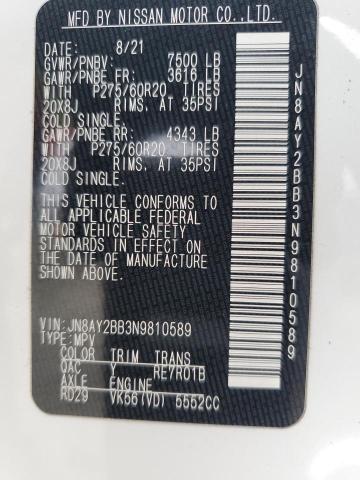 MFD BY NISSAN MOTOR CO.,LTD.
DATE 8/21
GVWR/PNBV: 7500 LB
GAWR/PNBE FR: 3616 LB
WITH P275/60R20 TIRES
20X8J RIMS, AT 35PSI
COLD SINGLE.
GAWR/PNBE RR: 4343 LB
WITH P275/60R20 TIRES
20X8J RIMS, AT 35PSI
COLD SINGLE.
THIS VEHICLE CONFORMS TO
ALL APPLICABLE FEDERAL
MOTOR VEHICLE SAFETY
STANDARDS IN EFFECT ON
THE DATE OF MANUFACTURE
SHOWN ABOVE.
VIN:JN8AY2BB3N9810589
TYPE:MPV
COLOR TRIM TRANS
QAC Y RE7R01B
AXLE ENGINE
RD29 VK56(VD) 5552CC
JN8AY2BB3N9810589